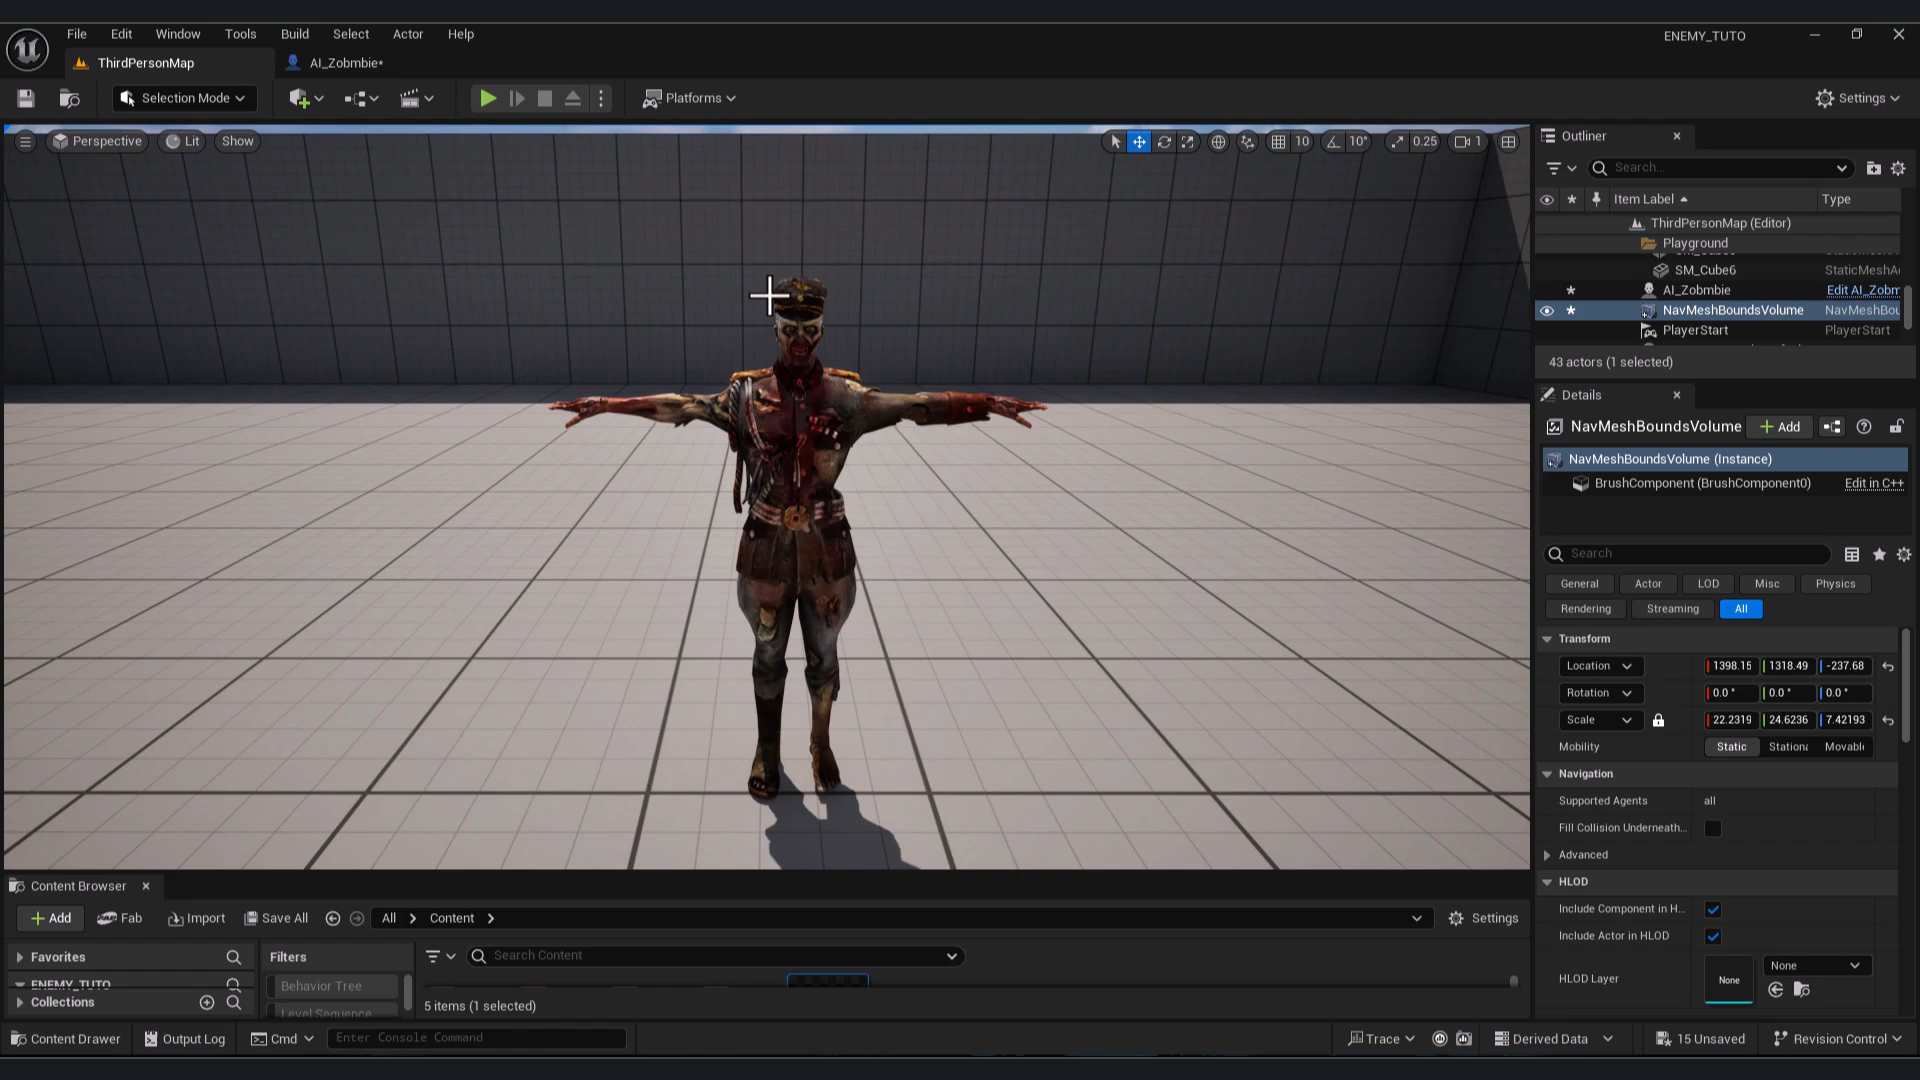 File Edit Window Tools Build Select Actor Help
ENEMY_TUTO
ThirdPersonMap
AI_Zobmbie*
Selection Mode
Platforms
Settings
Perspective
Lit
Show
10
10°
0.25
1
Outliner
Search...
Item Label
Type
ThirdPersonMap (Editor)
Playground
SM_Cube6
StaticMeshA
AI_Zobmbie
Edit AI_Zobm
NavMeshBoundsVolume
NavMeshBou
PlayerStart
PlayerStart
43 actors (1 selected)
Details
NavMeshBoundsVolume
Add
NavMeshBoundsVolume (Instance)
BrushComponent (BrushComponent0)
Edit in C++
Search
General Actor LOD Misc Physics
Rendering Streaming All
Transform
Location 1398.15 1318.49 -237.68
Rotation 0.0 ° 0.0 ° 0.0 °
Scale 22.2319 24.6236 7.42193
Mobility Static Stationa Movabl
Navigation
Supported Agents all
Fill Collision Underneath...
Advanced
HLOD
Include Component in H...
Include Actor in HLOD
HLOD Layer
None
None
Content Browser
Add
Fab
Import
Save All
All
Content
Settings
Favorites
ENEMY_TUTO
Collections
Filters
Behavior Tree
Level Sequence
Search Content
5 items (1 selected)
Content Drawer
Output Log
Cmd
Enter Console Command
Trace
Derived Data
15 Unsaved
Revision Control